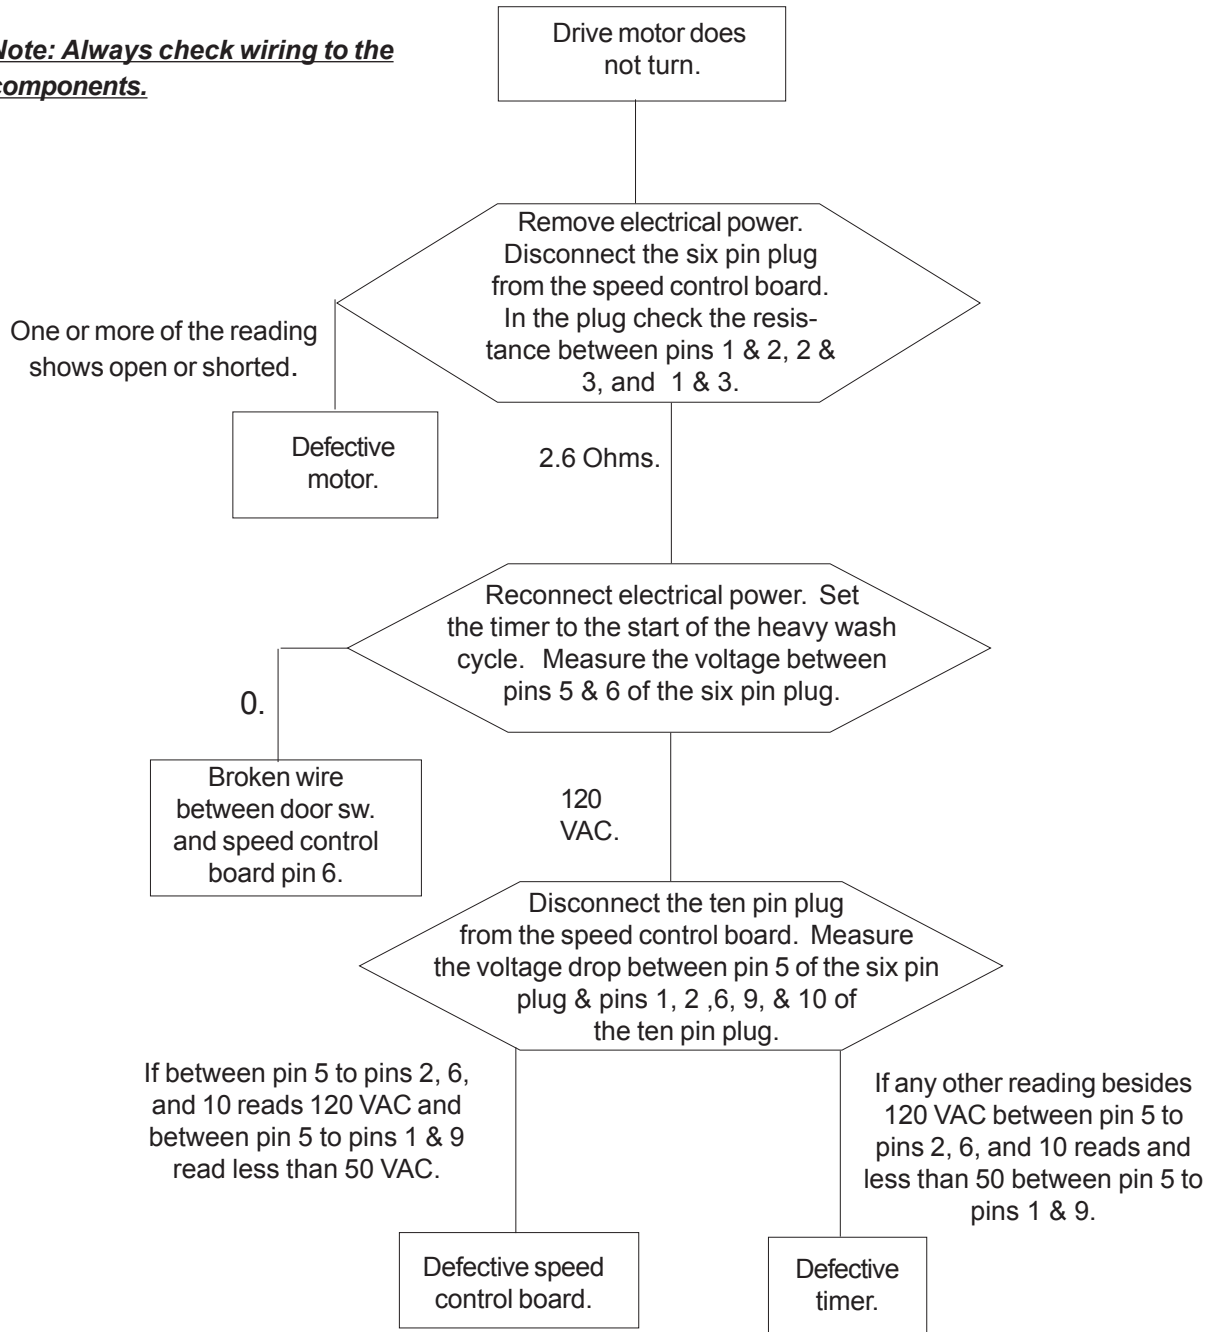 Note: Always check wiring to the
components.
Drive motor does
not turn.
Remove electrical power.
Disconnect the six pin plug
from the speed control board.
In the plug check the resis-
tance between pins 1 & 2, 2 &
3, and 1 & 3.
One or more of the reading
shows open or shorted.
Defective
motor.
2.6 Ohms.
Reconnect electrical power. Set
the timer to the start of the heavy wash
cycle. Measure the voltage between
pins 5 & 6 of the six pin plug.
0.
Broken wire
between door sw.
and speed control
board pin 6.
120
VAC.
Disconnect the ten pin plug
from the speed control board. Measure
the voltage drop between pin 5 of the six pin
plug & pins 1, 2 ,6, 9, & 10 of
the ten pin plug.
If between pin 5 to pins 2, 6,
and 10 reads 120 VAC and
between pin 5 to pins 1 & 9
read less than 50 VAC.
If any other reading besides
120 VAC between pin 5 to
pins 2, 6, and 10 reads and
less than 50 between pin 5 to
pins 1 & 9.
Defective speed
control board.
Defective
timer.